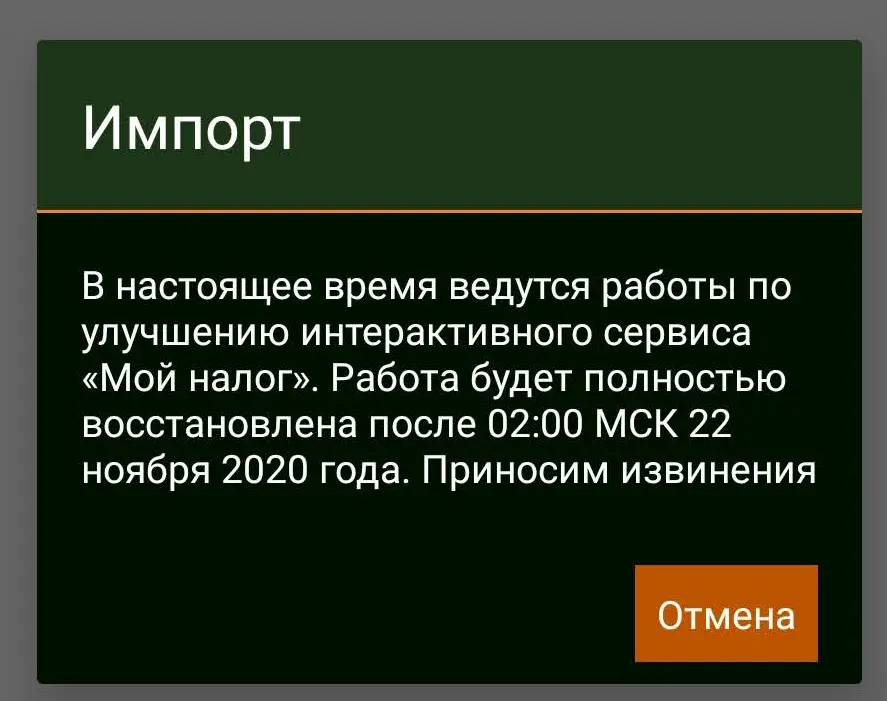 Импорт
В настоящее время ведутся работы по
улучшению интерактивного сервиса
«Мой налог». Работа будет полностью
восстановлена после 02:00 МСК 22
ноября 2020 года. Приносим извинения
Отмена